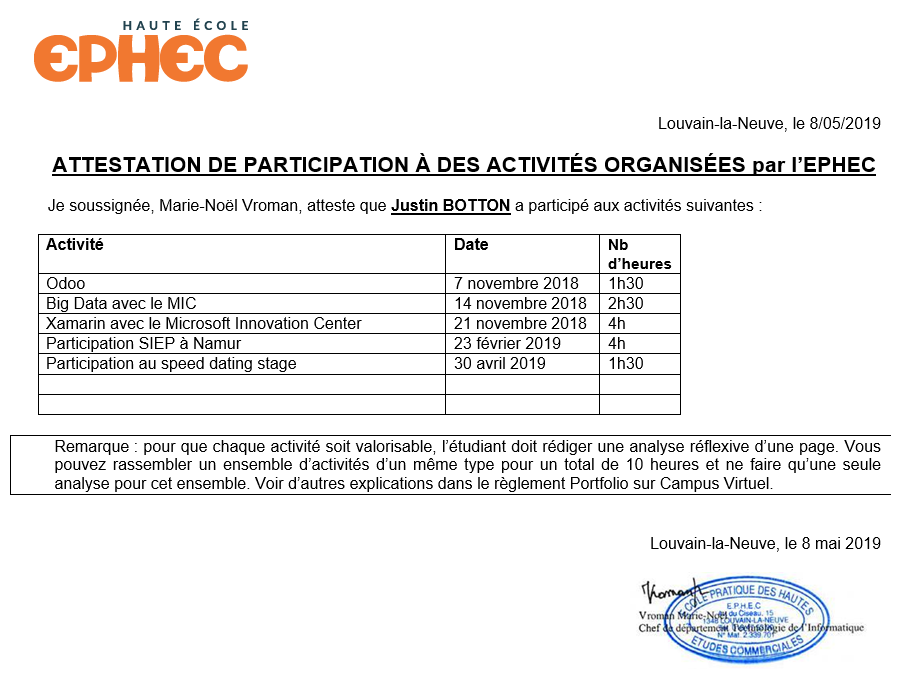 HAUTE ÉCOLE
EPHEC
Louvain-la-Neuve, le 8/05/2019
ATTESTATION DE PARTICIPATION À DES ACTIVITÉS ORGANISÉES par l’EPHEC
Je soussignée, Marie-Noël Vroman, atteste que Justin BOTTON a participé aux activités suivantes :
Activité Date Nb
d’heures
Odoo 7 novembre 2018 1h30
Big Data avec le MIC 14 novembre 2018 2h30
Xamarin avec le Microsoft Innovation Center 21 novembre 2018 4h
Participation SIEP à Namur 23 février 2019 4h
Participation au speed dating stage 30 avril 2019 1h30
Remarque : pour que chaque activité soit valorisable, l’étudiant doit rédiger une analyse réflexive d’une page. Vous
pouvez rassembler un ensemble d’activités d’un même type pour un total de 10 heures et ne faire qu’une seule
analyse pour cet ensemble. Voir d’autres explications dans le règlement Portfolio sur Campus Virtuel.
Louvain-la-Neuve, le 8 mai 2019
ECOLE PRATIQUE DES HAUTES
E.P.H.E.C
du Ciseau, 15
1348 LOUVAIN-LA-NEUVE
N° Mat 2.339.701
ETUDES COMMERCIALES
Vroman Marie-Noël
Chef de département Technologie de l’Informatique